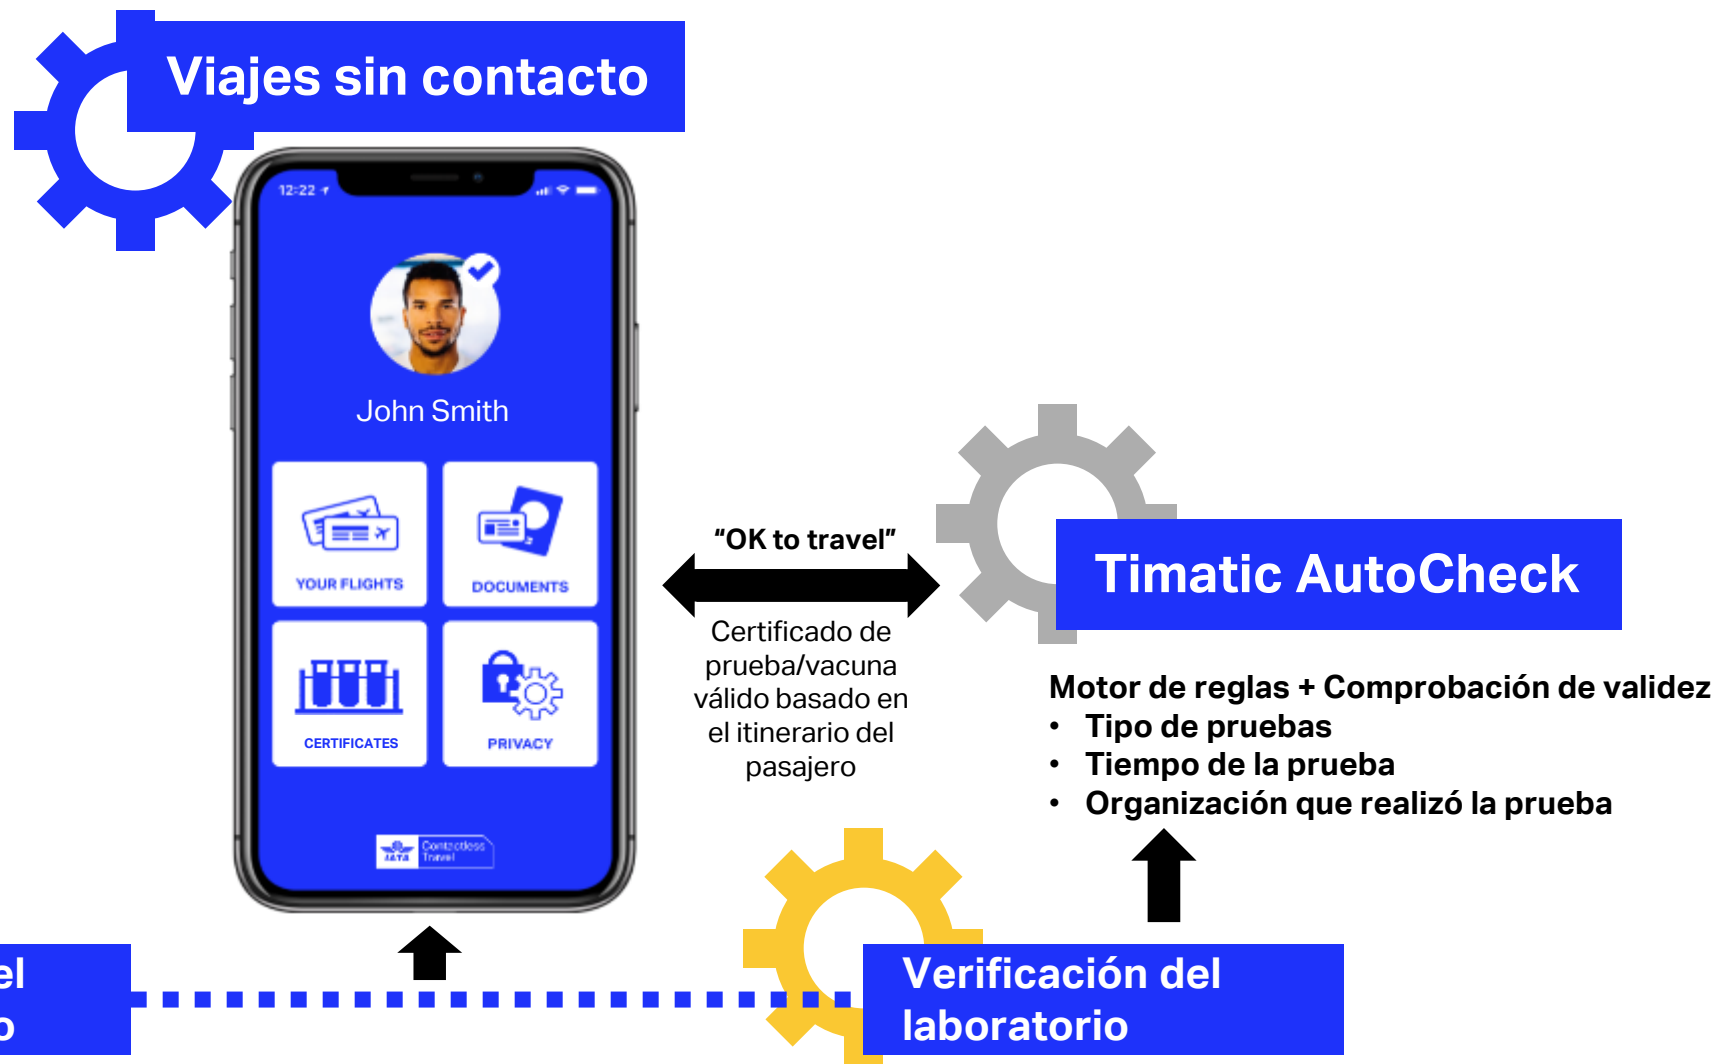 Viajes sin contacto
12:22
John Smith
YOUR FLIGHTS
DOCUMENTS
CERTIFICATES
PRIVACY
IATA
Contactless
Travel
“OK to travel”
Certificado de
prueba/vacuna
válido basado en
el itinerario del
pasajero
Timatic AutoCheck
Motor de reglas + Comprobación de validez
• Tipo de pruebas
• Tiempo de la prueba
• Organización que realizó la prueba
el
o
Verificación del
laboratorio